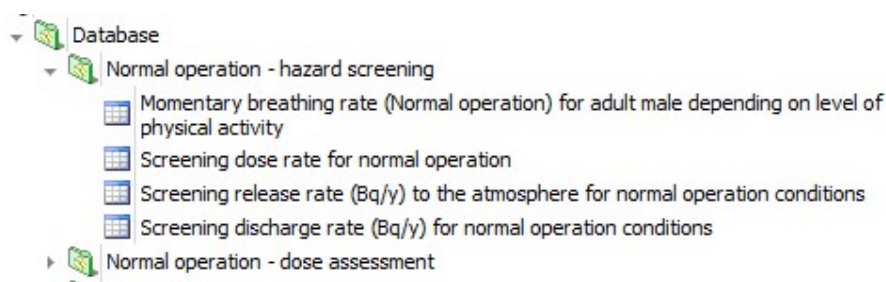 Database
Normal operation - hazard screening
Momentary breathing rate (Normal operation) for adult male depending on level of
physical activity
Screening dose rate for normal operation
Screening release rate (Bq/y) to the atmosphere for normal operation conditions
Screening discharge rate (Bq/y) for normal operation conditions
Normal operation - dose assessment